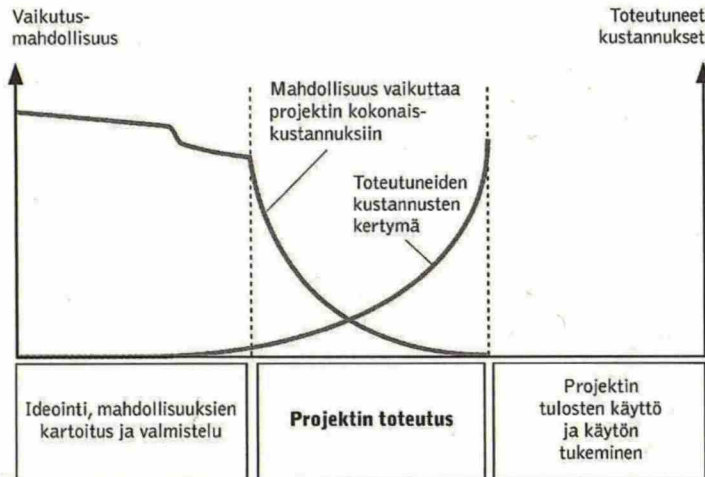 Vaikutus-
mahdollisuus
Toteutuneet
kustannukset
Mahdollisuus vaikuttaa
projektin kokonais-
kustannuksiin
Toteutuneiden
kustannusten
kertymä
Ideointi, mahdollisuuksien
kartoitus ja valmistelu
Projektin toteutus
Projektin
tulosten käyttö
ja käytön
tukeminen